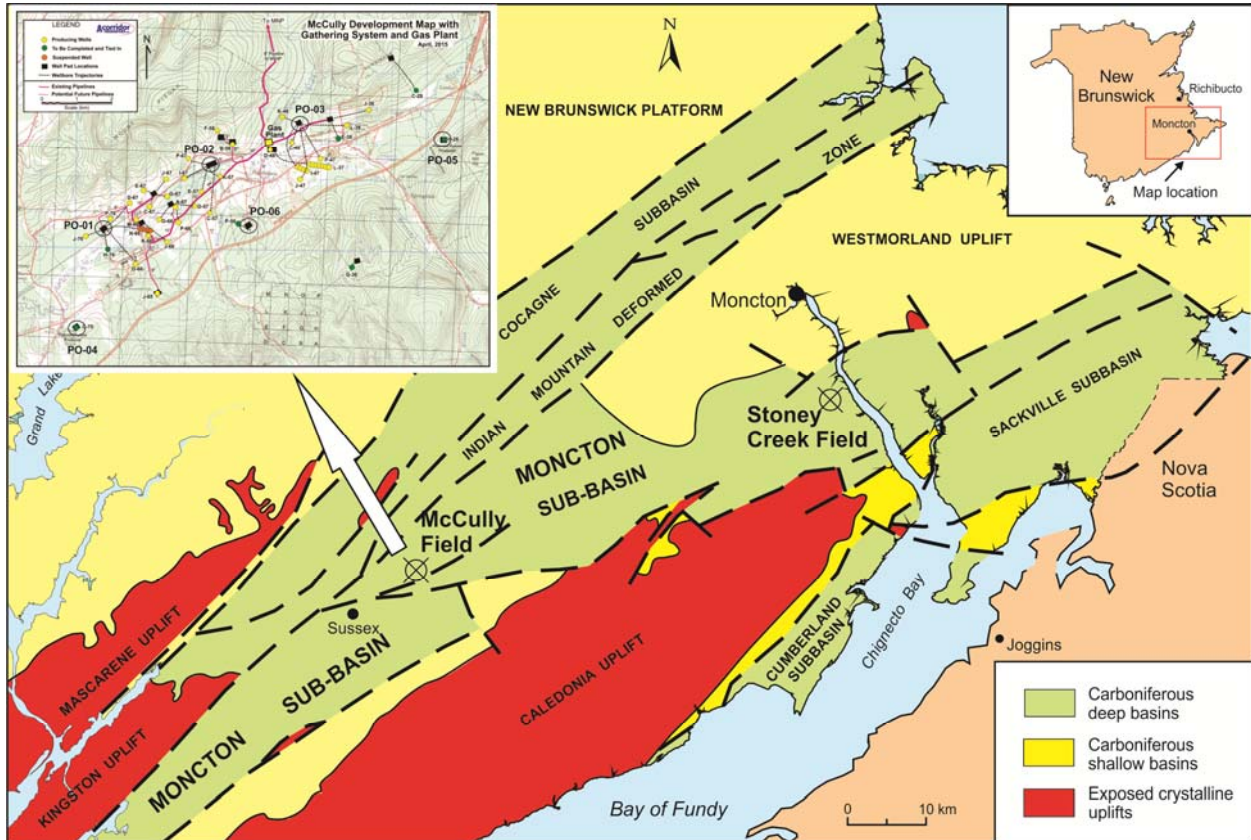 LEGEND
Producing Wells
To Be Completed and Tied In
Suspended Well
Well Pad Locations
Wellbore Trajectories
Existing Pipelines
Potential Future Pipelines
Scale (km)
Corridor
McCully Development Map with
Gathering System and Gas Plant
April, 2015
N
PO-03
Gas
Plant
PO-02
PO-05
PO-01
PO-06
PO-04
N
NEW BRUNSWICK PLATFORM
New
Brunswick
Richibucto
Moncton
Map location
COCAGNE
SUBBASIN
INDIAN
MOUNTAIN
DEFORMED
ZONE
WESTMORLAND UPLIFT
Moncton
Grand Lake
MONCTON
SUB-BASIN
Stoney
Creek Field
SACKVILLE SUBBASIN
Nova
Scotia
McCully
Field
Sussex
MASCARENE UPLIFT
KINGSTON UPLIFT
MONCTON
SUB-BASIN
CALEDONIA UPLIFT
CUMBERLAND
SUBBASIN
Chignecto Bay
Joggins
Bay of Fundy
0 10 km
Carboniferous
deep basins
Carboniferous
shallow basins
Exposed crystalline
uplifts